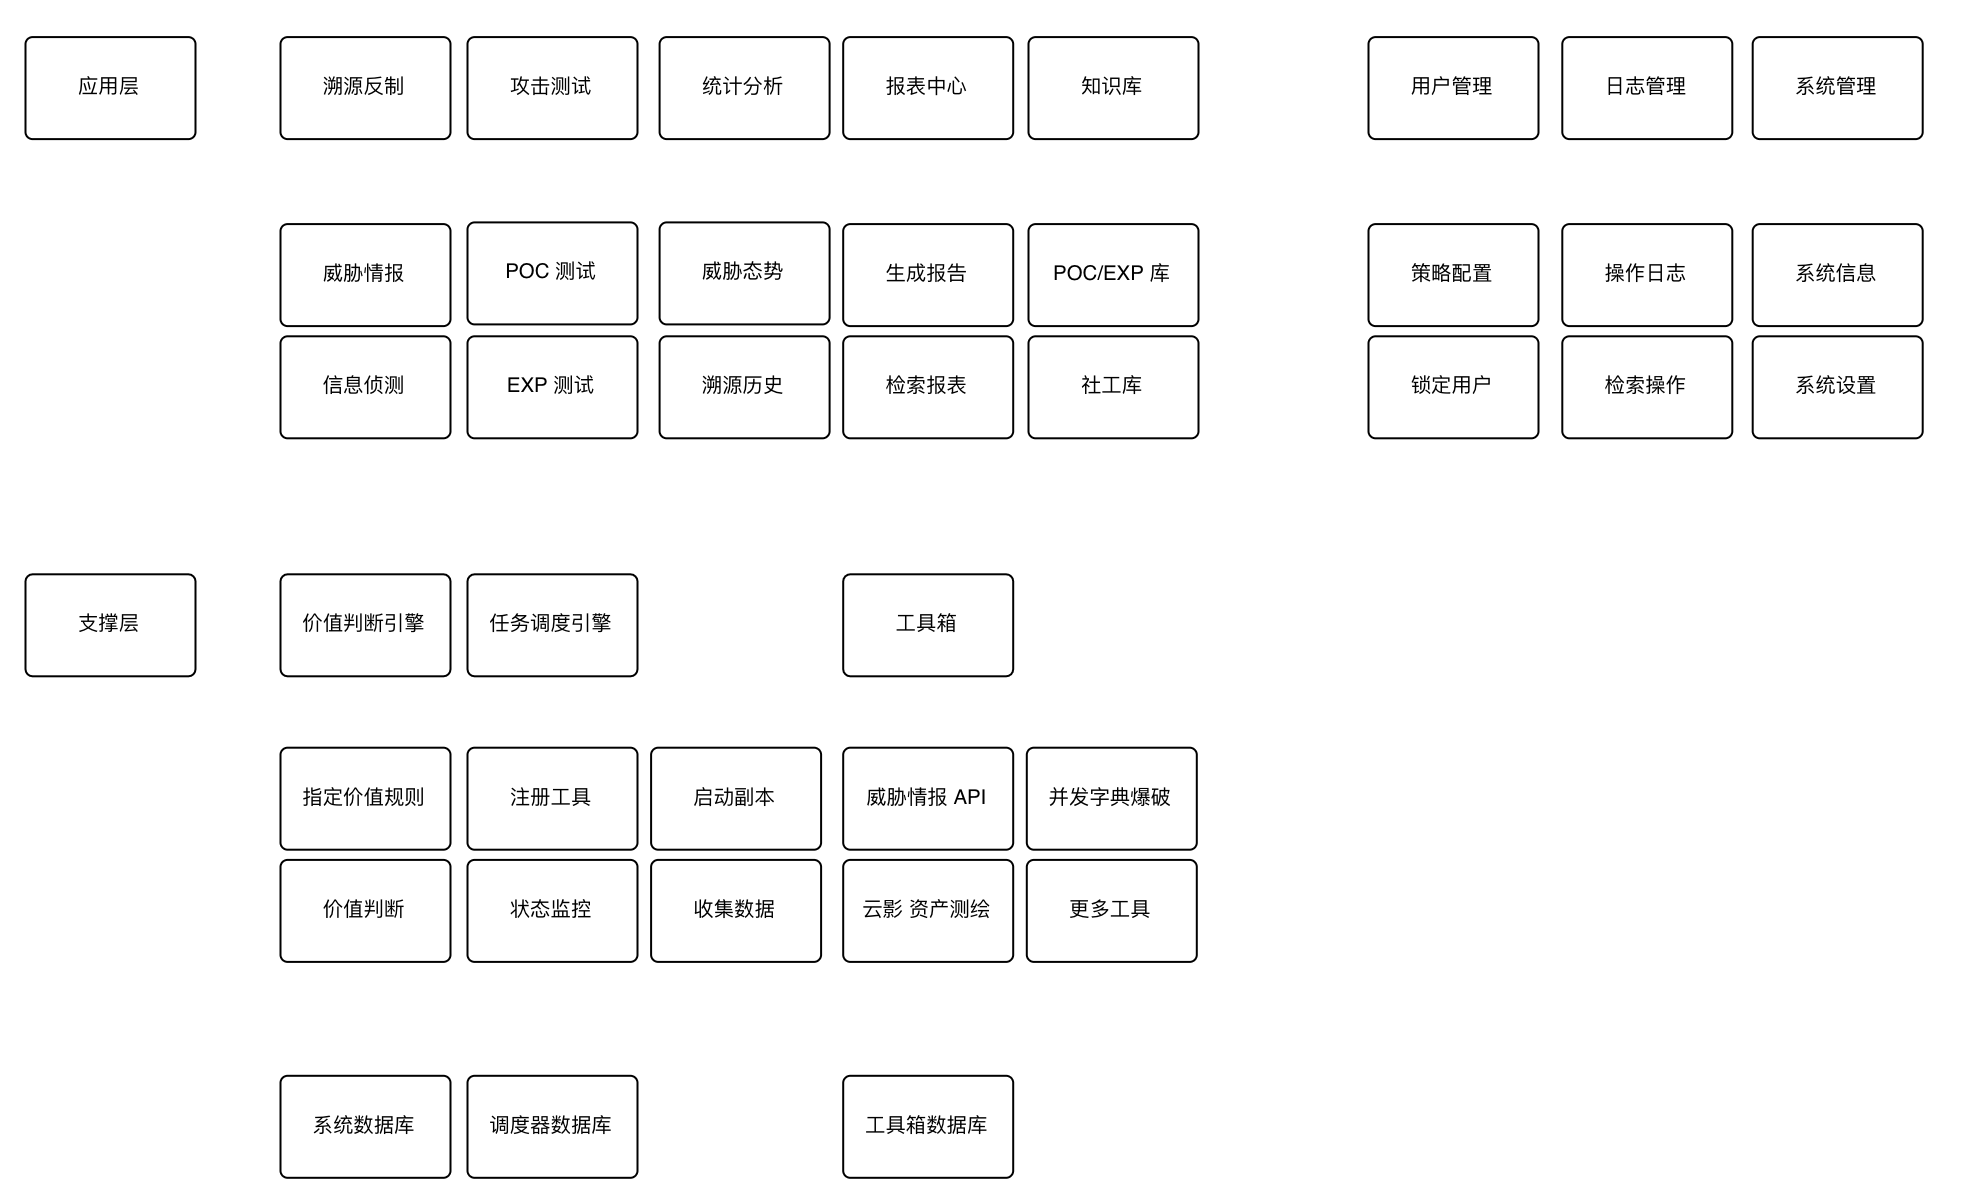 应用层
溯源反制
攻击测试
统计分析
报表中心
知识库
用户管理
日志管理
系统管理
威胁情报
POC 测试
威胁态势
生成报告
POC/EXP 库
策略配置
操作日志
系统信息
信息侦测
EXP 测试
溯源历史
检索报表
社工库
锁定用户
检索操作
系统设置
支撑层
价值判断引擎
任务调度引擎
工具箱
指定价值规则
注册工具
启动副本
威胁情报 API
并发字典爆破
价值判断
状态监控
收集数据
云影 资产测绘
更多工具
系统数据库
调度器数据库
工具箱数据库